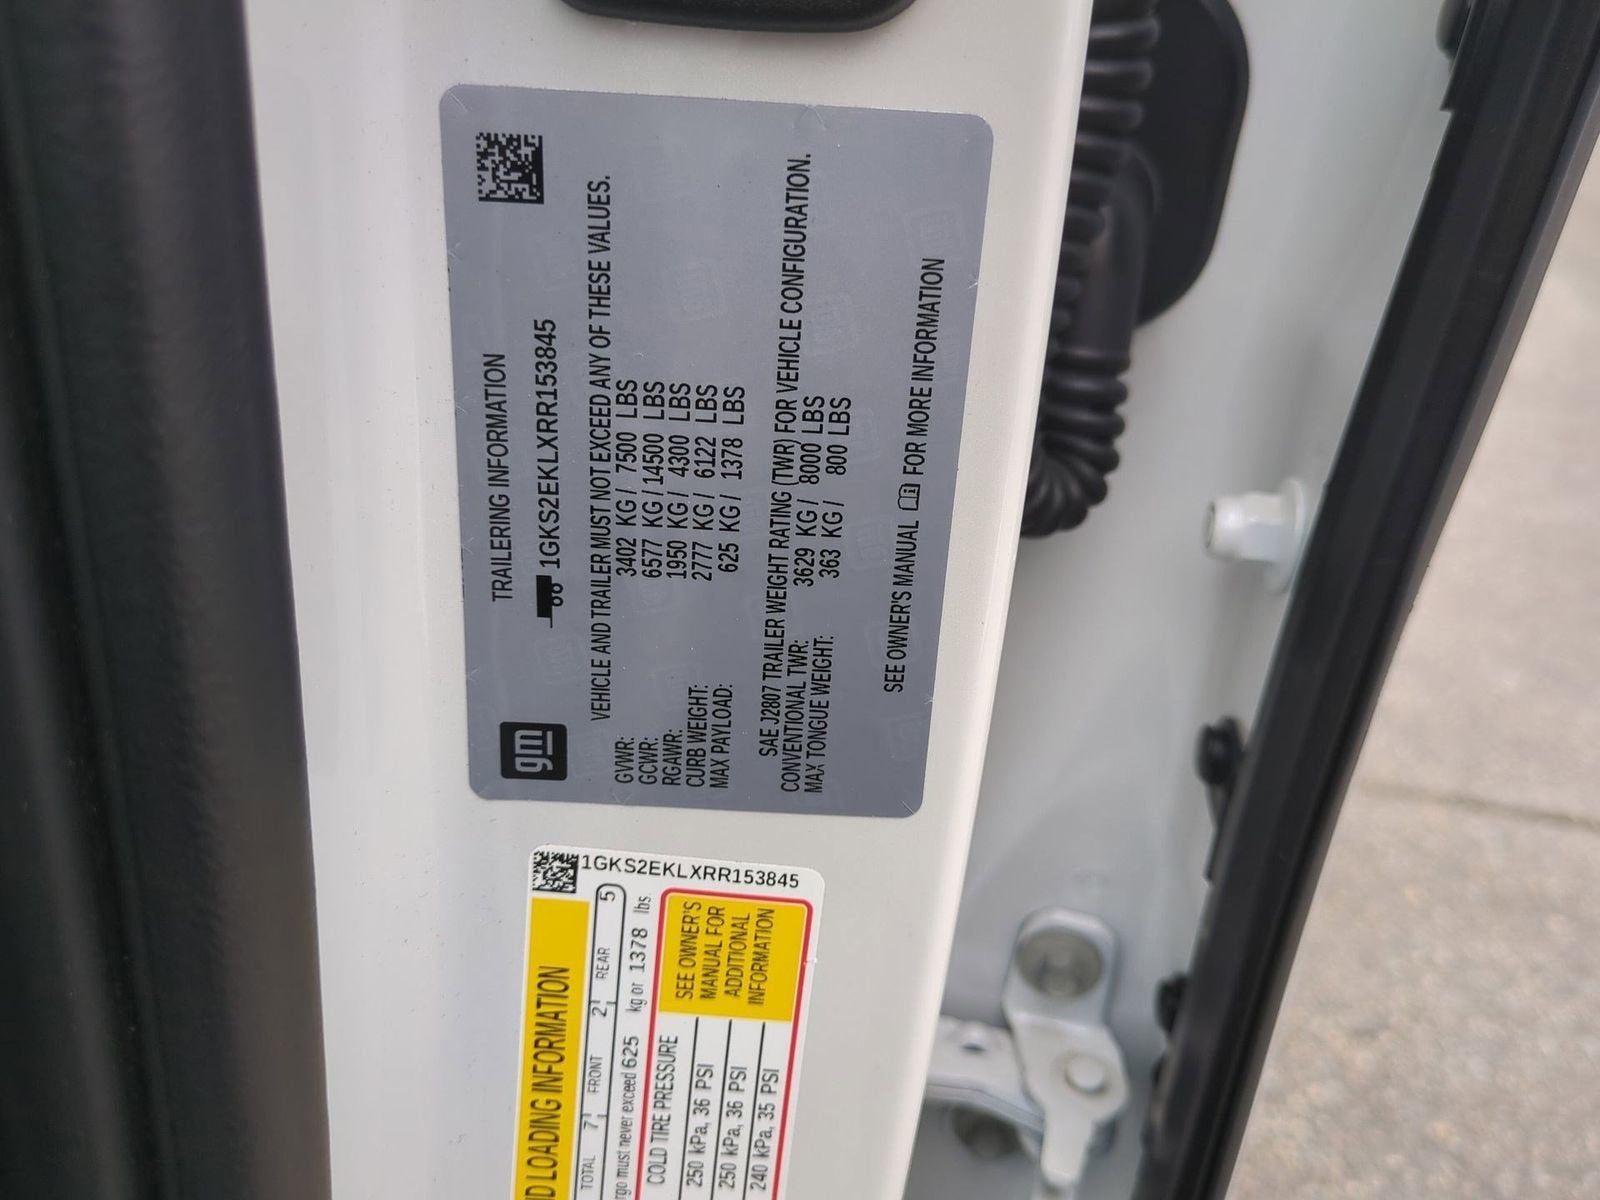 gm
TRAILERING INFORMATION
1GKS2EKLXRR153845
VEHICLE AND TRAILER MUST NOT EXCEED ANY OF THESE VALUES.
GVWR: 3402 KG / 7500 LBS
GCWR: 6577 KG / 14500 LBS
RGAWR: 1950 KG / 4300 LBS
CURB WEIGHT: 2777 KG / 6122 LBS
MAX PAYLOAD: 625 KG / 1378 LBS
SAE J2807 TRAILER WEIGHT RATING (TWR) FOR VEHICLE CONFIGURATION.
CONVENTIONAL TWR: 3629 KG / 8000 LBS
MAX TONGUE WEIGHT: 363 KG / 800 LBS
SEE OWNER'S MANUAL FOR MORE INFORMATION
1GKS2EKLXRR153845
LOADING INFORMATION
TOTAL 7 FRONT 2 REAR 5
must never exceed 625 kg or 1378 lbs
COLD TIRE PRESSURE
250 kPa, 36 PSI
250 kPa, 36 PSI
240 kPa, 35 PSI
SEE OWNER'S
MANUAL FOR
ADDITIONAL
INFORMATION